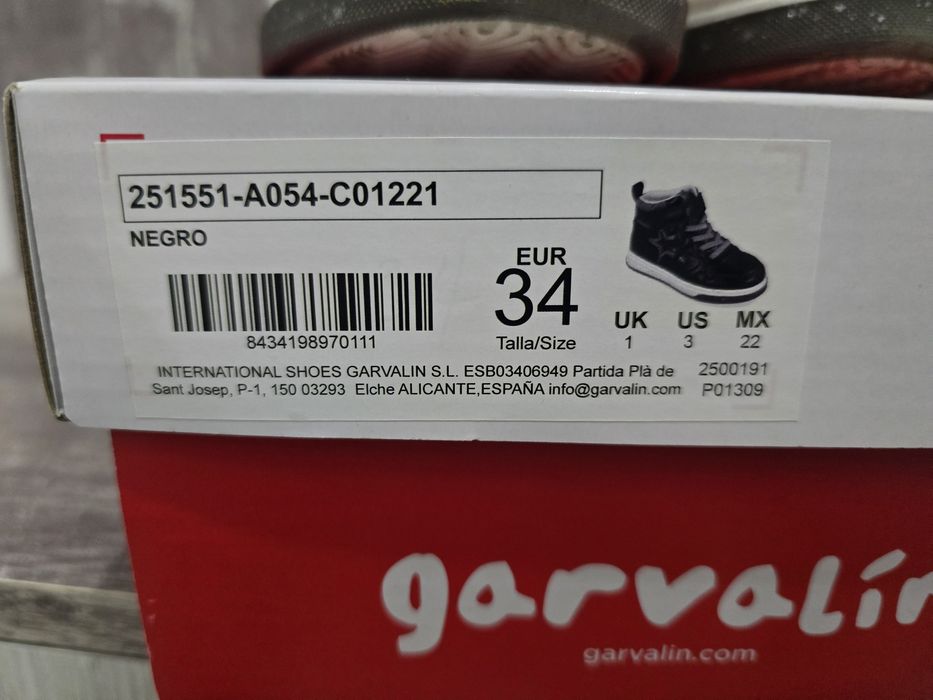 251551-A054-C01221
NEGRO
8434198970111
EUR
34
Talla/Size
UK US MX
1 3 22
INTERNATIONAL SHOES GARVALIN S.L. ESB03406949 Partida Plà de
Sant Josep, P-1, 150 03293 Elche ALICANTE,ESPAÑA info@garvalin.com
2500191
P01309
garvalín
garvalin.com